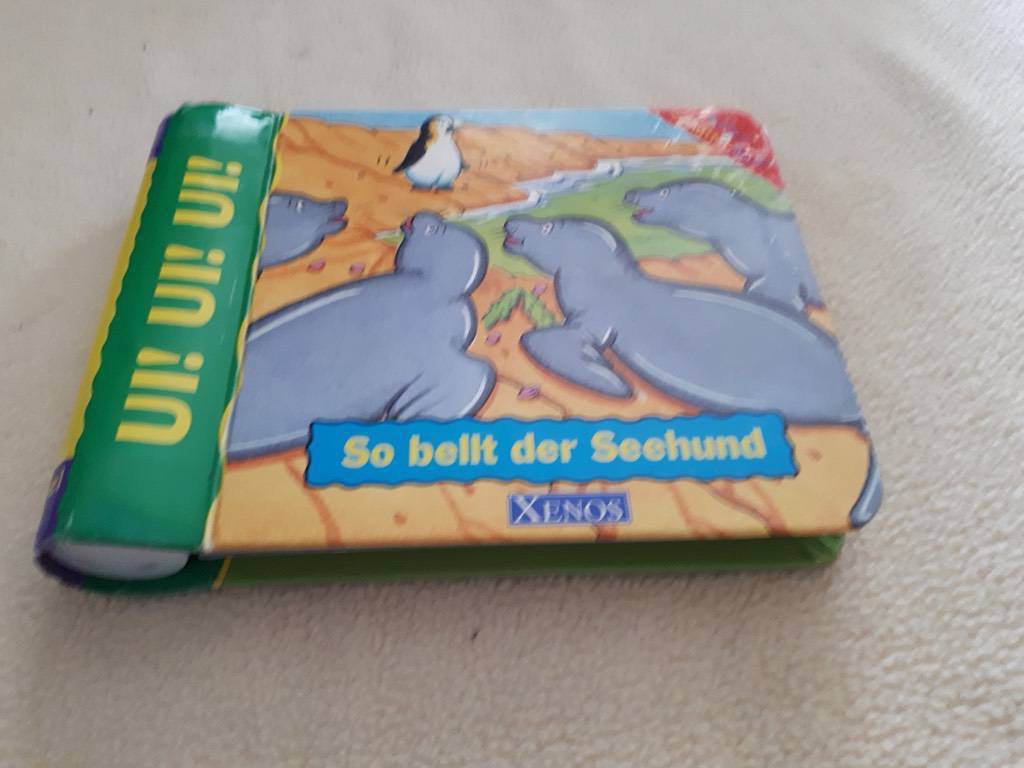 UI! UI! UI!
So bellt der Seehund
XENOS